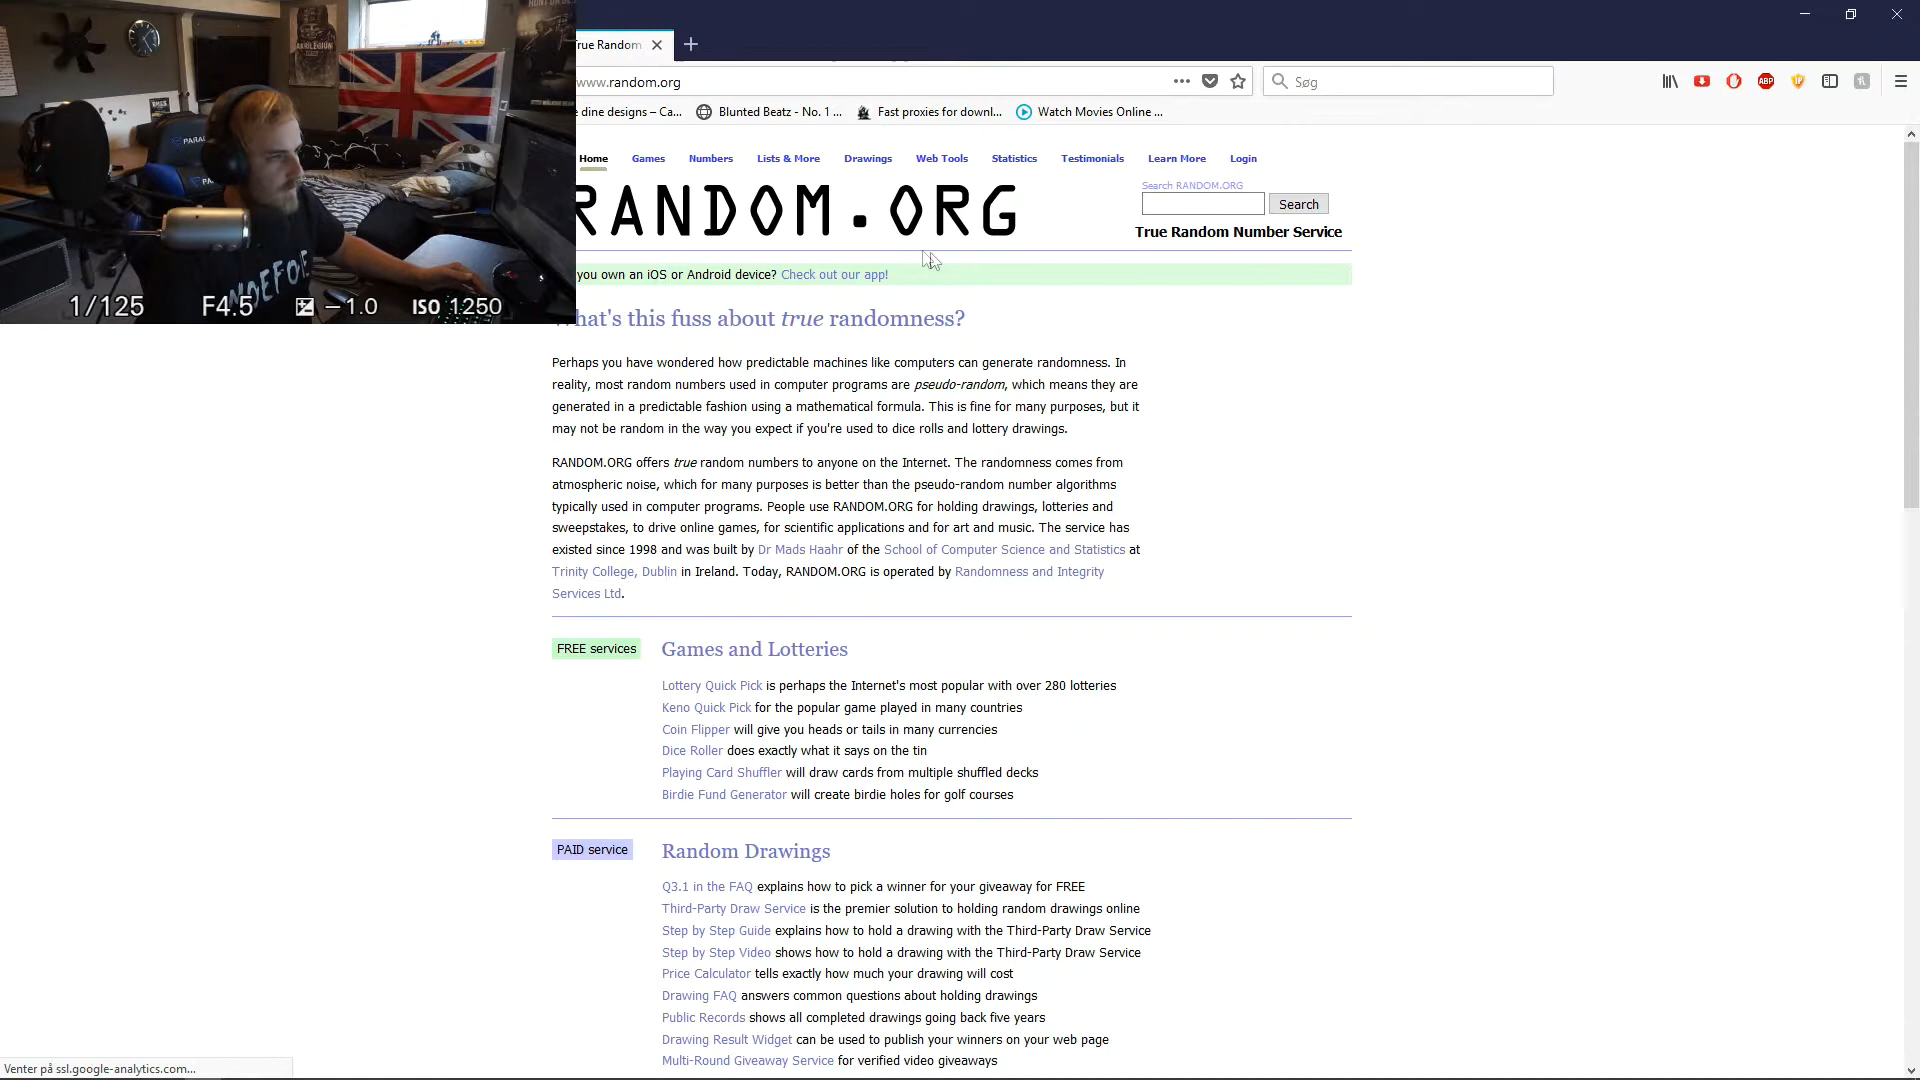 True Random
www.random.org
Søg
e dine designs – Ca...
Blunted Beatz - No. 1 ...
Fast proxies for downl...
Watch Movies Online ...
ABP
Home
Games
Numbers
Lists & More
Drawings
Web Tools
Statistics
Testimonials
Learn More
Login
RANDOM.ORG
Search RANDOM.ORG
Search
True Random Number Service
you own an iOS or Android device? Check out our app!
1/125 F4.5 −1.0 ISO 1250
hat's this fuss about true randomness?
Perhaps you have wondered how predictable machines like computers can generate randomness. In
reality, most random numbers used in computer programs are pseudo-random, which means they are
generated in a predictable fashion using a mathematical formula. This is fine for many purposes, but it
may not be random in the way you expect if you're used to dice rolls and lottery drawings.
RANDOM.ORG offers true random numbers to anyone on the Internet. The randomness comes from
atmospheric noise, which for many purposes is better than the pseudo-random number algorithms
typically used in computer programs. People use RANDOM.ORG for holding drawings, lotteries and
sweepstakes, to drive online games, for scientific applications and for art and music. The service has
existed since 1998 and was built by Dr Mads Haahr of the School of Computer Science and Statistics at
Trinity College, Dublin in Ireland. Today, RANDOM.ORG is operated by Randomness and Integrity
Services Ltd.
FREE services
Games and Lotteries
Lottery Quick Pick is perhaps the Internet's most popular with over 280 lotteries
Keno Quick Pick for the popular game played in many countries
Coin Flipper will give you heads or tails in many currencies
Dice Roller does exactly what it says on the tin
Playing Card Shuffler will draw cards from multiple shuffled decks
Birdie Fund Generator will create birdie holes for golf courses
PAID service
Random Drawings
Q3.1 in the FAQ explains how to pick a winner for your giveaway for FREE
Third-Party Draw Service is the premier solution to holding random drawings online
Step by Step Guide explains how to hold a drawing with the Third-Party Draw Service
Step by Step Video shows how to hold a drawing with the Third-Party Draw Service
Price Calculator tells exactly how much your drawing will cost
Drawing FAQ answers common questions about holding drawings
Public Records shows all completed drawings going back five years
Drawing Result Widget can be used to publish your winners on your web page
Multi-Round Giveaway Service for verified video giveaways
Venter på ssl.google-analytics.com...